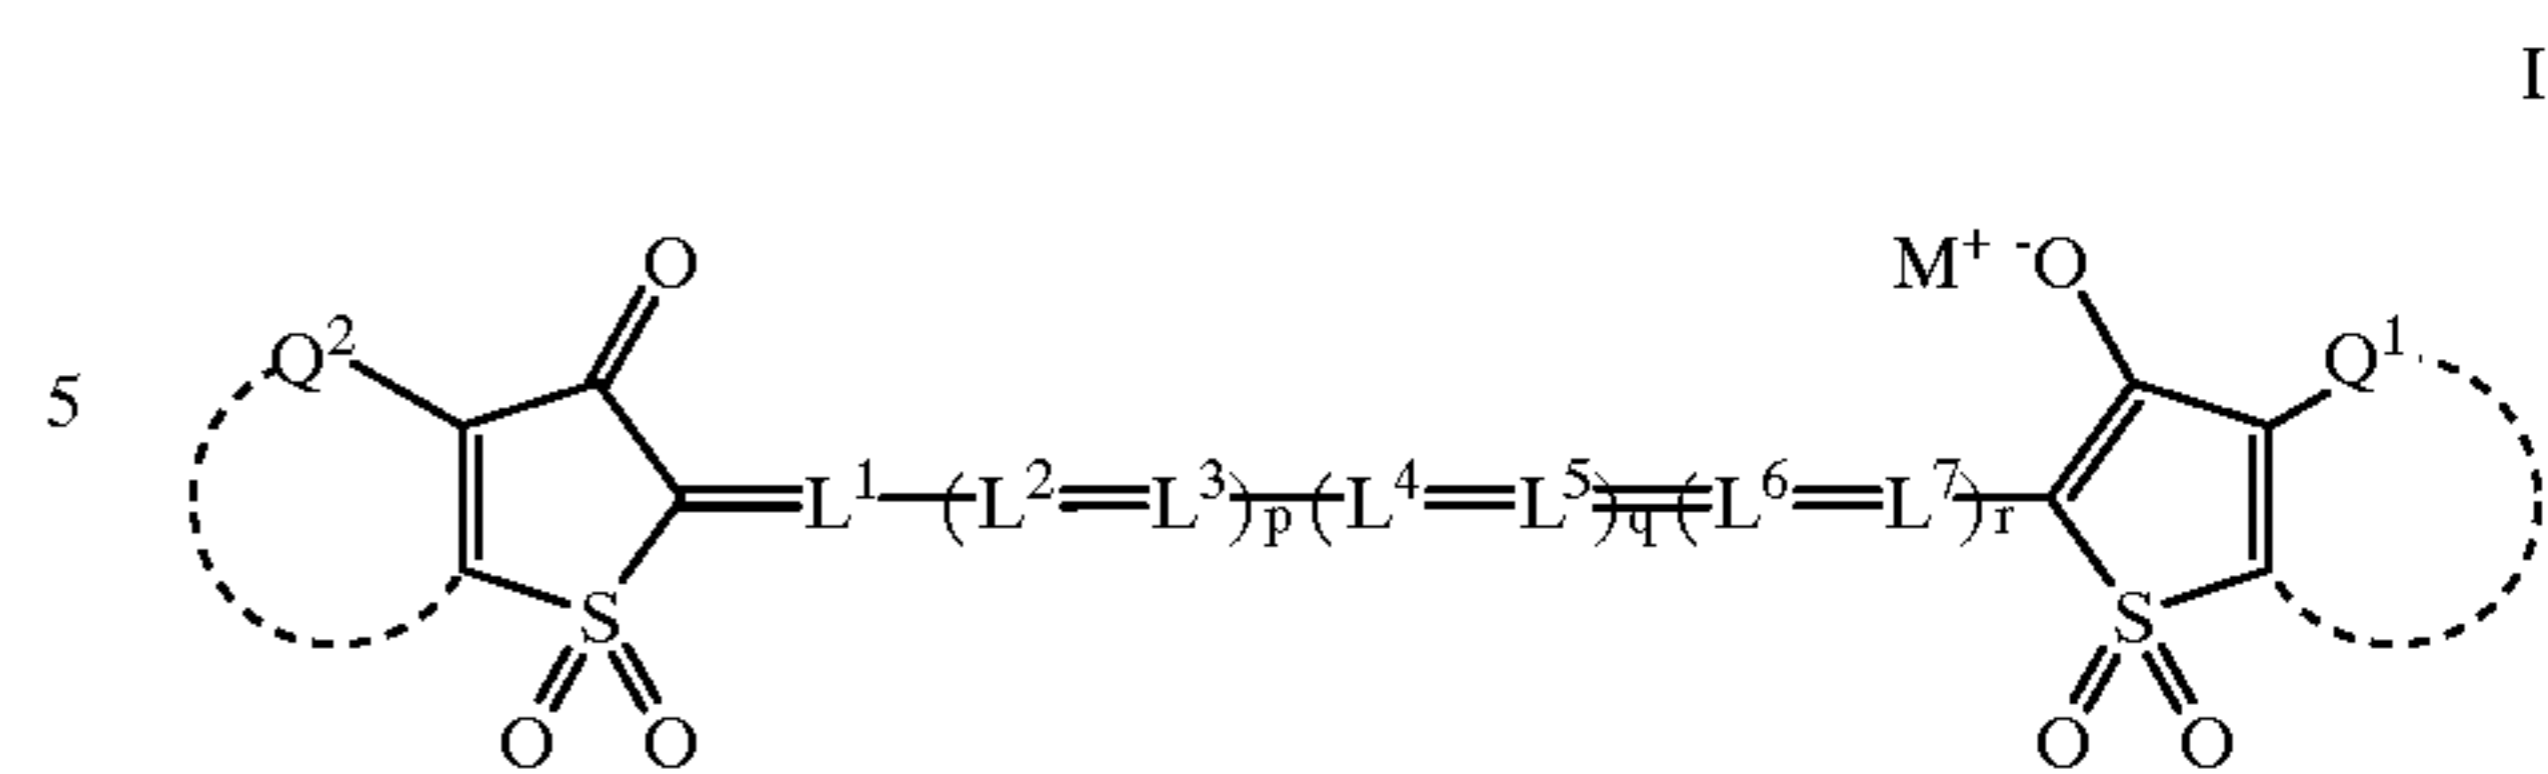 I
O M⁺ ⁻O
Q² Q¹
5
L¹—(L²=L³)p(L⁴=L⁵)q(L⁶=L⁷)r
S S
O O O O